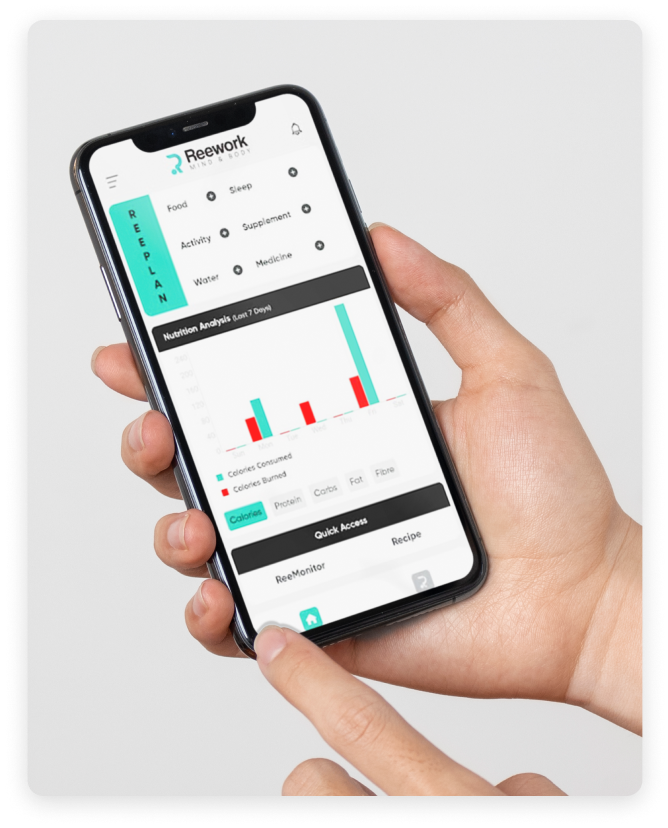 Reework
MIND & BODY
REEPLAN
Food
Sleep
Activity
Supplement
Water
Medicine
Nutrition Analysis (Last 7 Days)
Calories Consumed
Calories Burned
Calories
Protein
Carbs
Fat
Fibre
Quick Access
ReeMonitor
Recipe